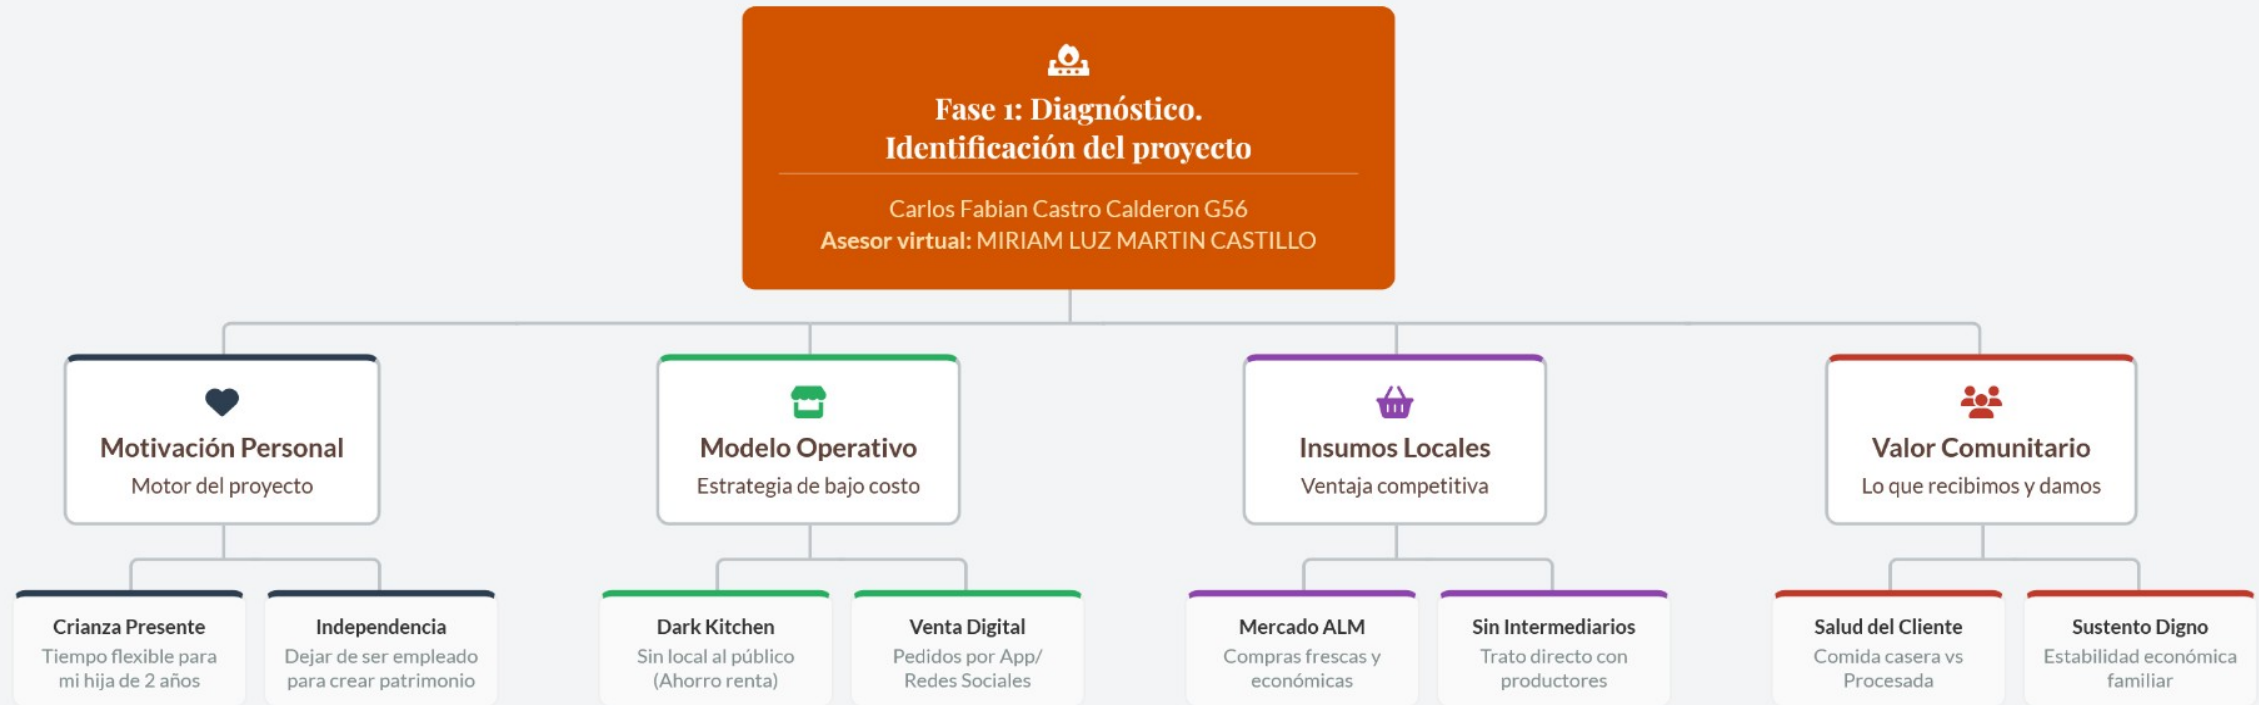 Fase 1: Diagnóstico.
Identificación del proyecto
Carlos Fabian Castro Calderon G56
Asesor virtual: MIRIAM LUZ MARTIN CASTILLO
Motivación Personal
Motor del proyecto
Modelo Operativo
Estrategia de bajo costo
Insumos Locales
Ventaja competitiva
Valor Comunitario
Lo que recibimos y damos
Crianza Presente
Tiempo flexible para
mi hija de 2 años
Independencia
Dejar de ser empleado
para crear patrimonio
Dark Kitchen
Sin local al público
(Ahorro renta)
Venta Digital
Pedidos por App/
Redes Sociales
Mercado ALM
Compras frescas y
económicas
Sin Intermediarios
Trato directo con
productores
Salud del Cliente
Comida casera vs
Procesada
Sustento Digno
Estabilidad económica
familiar